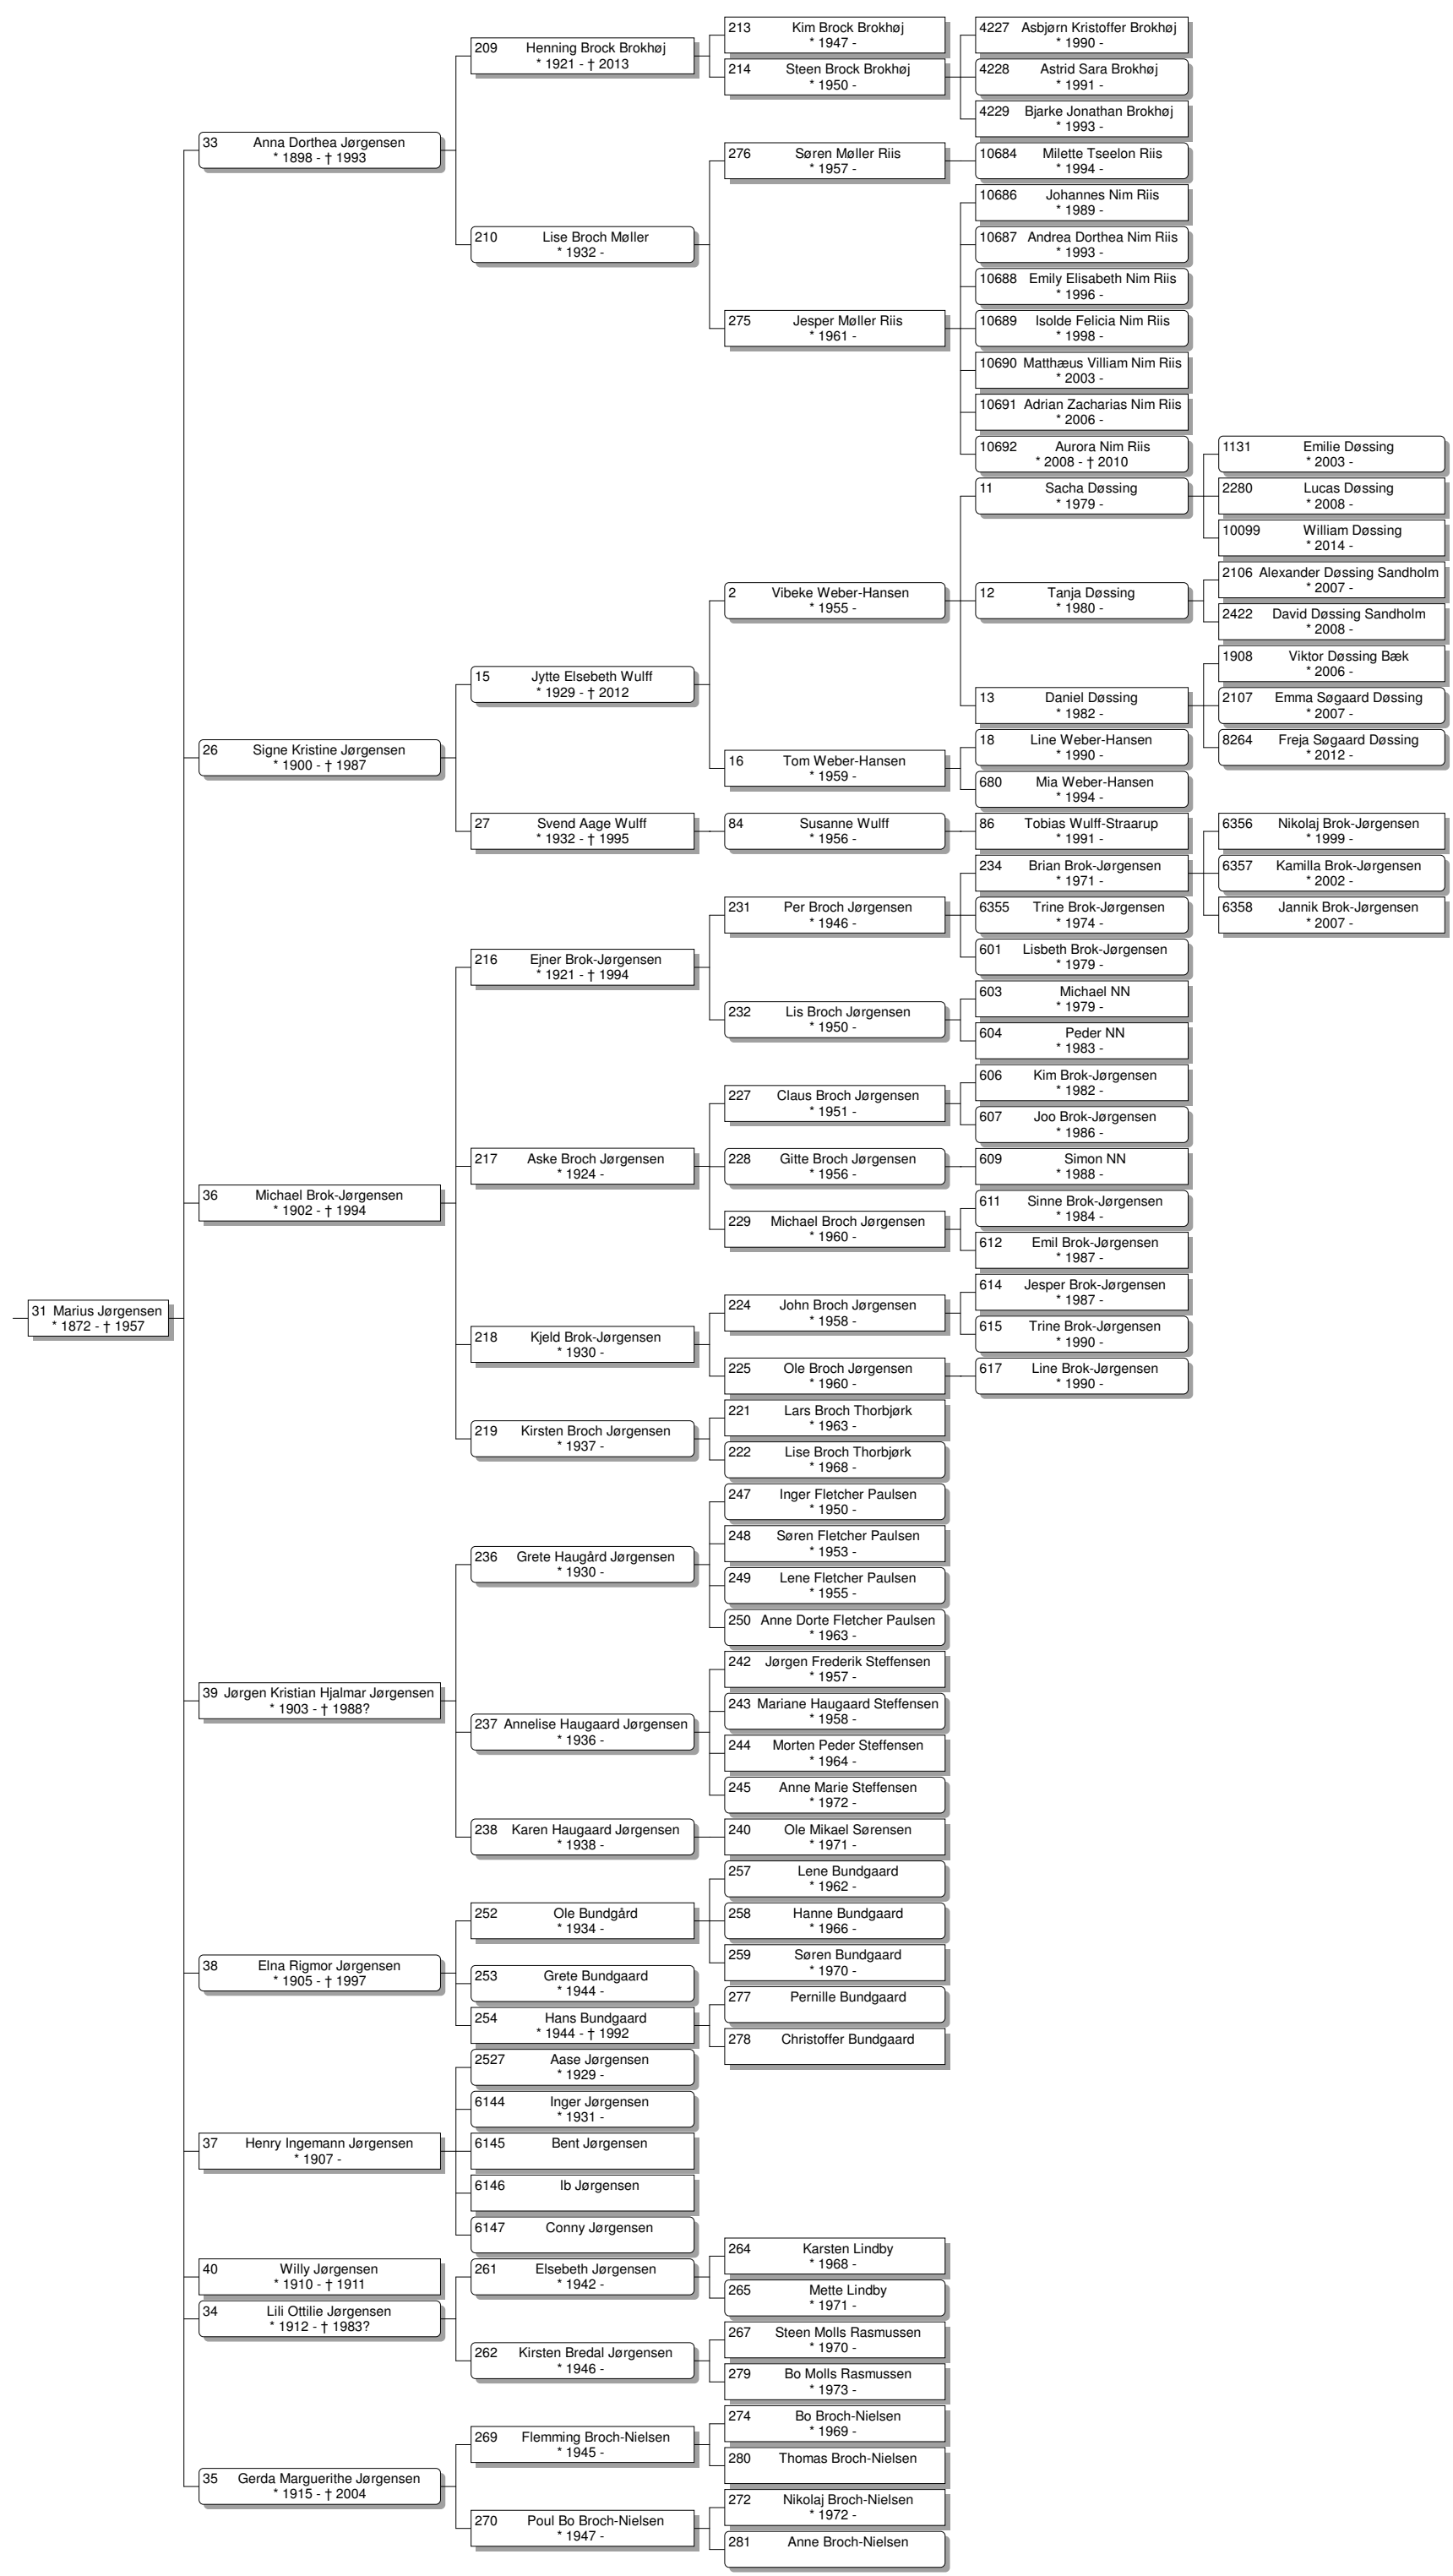 31 Marius Jørgensen
* 1872 - † 1957
33 Anna Dorthea Jørgensen
* 1898 - † 1993
209 Henning Brock Brokhøj
* 1921 - † 2013
213 Kim Brock Brokhøj
* 1947 -
214 Steen Brock Brokhøj
* 1950 -
4227 Asbjørn Kristoffer Brokhøj
* 1990 -
4228 Astrid Sara Brokhøj
* 1991 -
4229 Bjarke Jonathan Brokhøj
* 1993 -
210 Lise Broch Møller
* 1932 -
276 Søren Møller Riis
* 1957 -
10684 Milette Tseelon Riis
* 1994 -
275 Jesper Møller Riis
* 1961 -
10686 Johannes Nim Riis
* 1989 -
10687 Andrea Dorthea Nim Riis
* 1993 -
10688 Emily Elisabeth Nim Riis
* 1996 -
10689 Isolde Felicia Nim Riis
* 1998 -
10690 Matthæus Villiam Nim Riis
* 2003 -
10691 Adrian Zacharias Nim Riis
* 2006 -
10692 Aurora Nim Riis
* 2008 - † 2010
26 Signe Kristine Jørgensen
* 1900 - † 1987
15 Jytte Elsebeth Wulff
* 1929 - † 2012
2 Vibeke Weber-Hansen
* 1955 -
11 Sacha Døssing
* 1979 -
1131 Emilie Døssing
* 2003 -
2280 Lucas Døssing
* 2008 -
10099 William Døssing
* 2014 -
12 Tanja Døssing
* 1980 -
2106 Alexander Døssing Sandholm
* 2007 -
2422 David Døssing Sandholm
* 2008 -
13 Daniel Døssing
* 1982 -
1908 Viktor Døssing Bæk
* 2006 -
2107 Emma Søgaard Døssing
* 2007 -
8264 Freja Søgaard Døssing
* 2012 -
16 Tom Weber-Hansen
* 1959 -
18 Line Weber-Hansen
* 1990 -
680 Mia Weber-Hansen
* 1994 -
27 Svend Aage Wulff
* 1932 - † 1995
84 Susanne Wulff
* 1956 -
86 Tobias Wulff-Straarup
* 1991 -
36 Michael Brok-Jørgensen
* 1902 - † 1994
216 Ejner Brok-Jørgensen
* 1921 - † 1994
231 Per Broch Jørgensen
* 1946 -
234 Brian Brok-Jørgensen
* 1971 -
6356 Nikolaj Brok-Jørgensen
* 1999 -
6357 Kamilla Brok-Jørgensen
* 2002 -
6358 Jannik Brok-Jørgensen
* 2007 -
6355 Trine Brok-Jørgensen
* 1974 -
601 Lisbeth Brok-Jørgensen
* 1979 -
232 Lis Broch Jørgensen
* 1950 -
603 Michael NN
* 1979 -
604 Peder NN
* 1983 -
217 Aske Broch Jørgensen
* 1924 -
227 Claus Broch Jørgensen
* 1951 -
606 Kim Brok-Jørgensen
* 1982 -
607 Joo Brok-Jørgensen
* 1986 -
228 Gitte Broch Jørgensen
* 1956 -
609 Simon NN
* 1988 -
229 Michael Broch Jørgensen
* 1960 -
611 Sinne Brok-Jørgensen
* 1984 -
612 Emil Brok-Jørgensen
* 1987 -
218 Kjeld Brok-Jørgensen
* 1930 -
224 John Broch Jørgensen
* 1958 -
614 Jesper Brok-Jørgensen
* 1987 -
615 Trine Brok-Jørgensen
* 1990 -
225 Ole Broch Jørgensen
* 1960 -
617 Line Brok-Jørgensen
* 1990 -
219 Kirsten Broch Jørgensen
* 1937 -
221 Lars Broch Thorbjørk
* 1963 -
222 Lise Broch Thorbjørk
* 1968 -
39 Jørgen Kristian Hjalmar Jørgensen
* 1903 - † 1988?
236 Grete Haugård Jørgensen
* 1930 -
247 Inger Fletcher Paulsen
* 1950 -
248 Søren Fletcher Paulsen
* 1953 -
249 Lene Fletcher Paulsen
* 1955 -
250 Anne Dorte Fletcher Paulsen
* 1963 -
237 Annelise Haugaard Jørgensen
* 1936 -
242 Jørgen Frederik Steffensen
* 1957 -
243 Mariane Haugaard Steffensen
* 1958 -
244 Morten Peder Steffensen
* 1964 -
245 Anne Marie Steffensen
* 1972 -
238 Karen Haugaard Jørgensen
* 1938 -
240 Ole Mikael Sørensen
* 1971 -
38 Elna Rigmor Jørgensen
* 1905 - † 1997
252 Ole Bundgård
* 1934 -
257 Lene Bundgaard
* 1962 -
258 Hanne Bundgaard
* 1966 -
259 Søren Bundgaard
* 1970 -
253 Grete Bundgaard
* 1944 -
254 Hans Bundgaard
* 1944 - † 1992
277 Pernille Bundgaard
278 Christoffer Bundgaard
37 Henry Ingemann Jørgensen
* 1907 -
2527 Aase Jørgensen
* 1929 -
6144 Inger Jørgensen
* 1931 -
6145 Bent Jørgensen
6146 Ib Jørgensen
6147 Conny Jørgensen
40 Willy Jørgensen
* 1910 - † 1911
34 Lili Ottilie Jørgensen
* 1912 - † 1983?
261 Elsebeth Jørgensen
* 1942 -
264 Karsten Lindby
* 1968 -
265 Mette Lindby
* 1971 -
262 Kirsten Bredal Jørgensen
* 1946 -
267 Steen Molls Rasmussen
* 1970 -
279 Bo Molls Rasmussen
* 1973 -
35 Gerda Marguerithe Jørgensen
* 1915 - † 2004
269 Flemming Broch-Nielsen
* 1945 -
274 Bo Broch-Nielsen
* 1969 -
280 Thomas Broch-Nielsen
270 Poul Bo Broch-Nielsen
* 1947 -
272 Nikolaj Broch-Nielsen
* 1972 -
281 Anne Broch-Nielsen